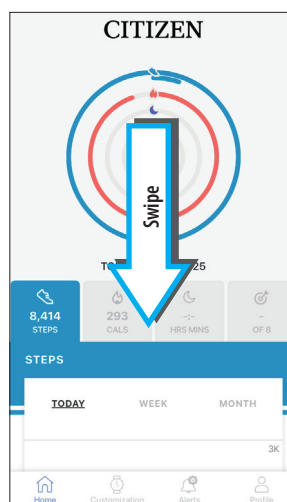 CITIZEN
Swipe
25
8,414
STEPS
293
CALS
-:-
HRS MINS
-
OF 8
STEPS
TODAY WEEK MONTH
3K
Home Customization Alerts Profile